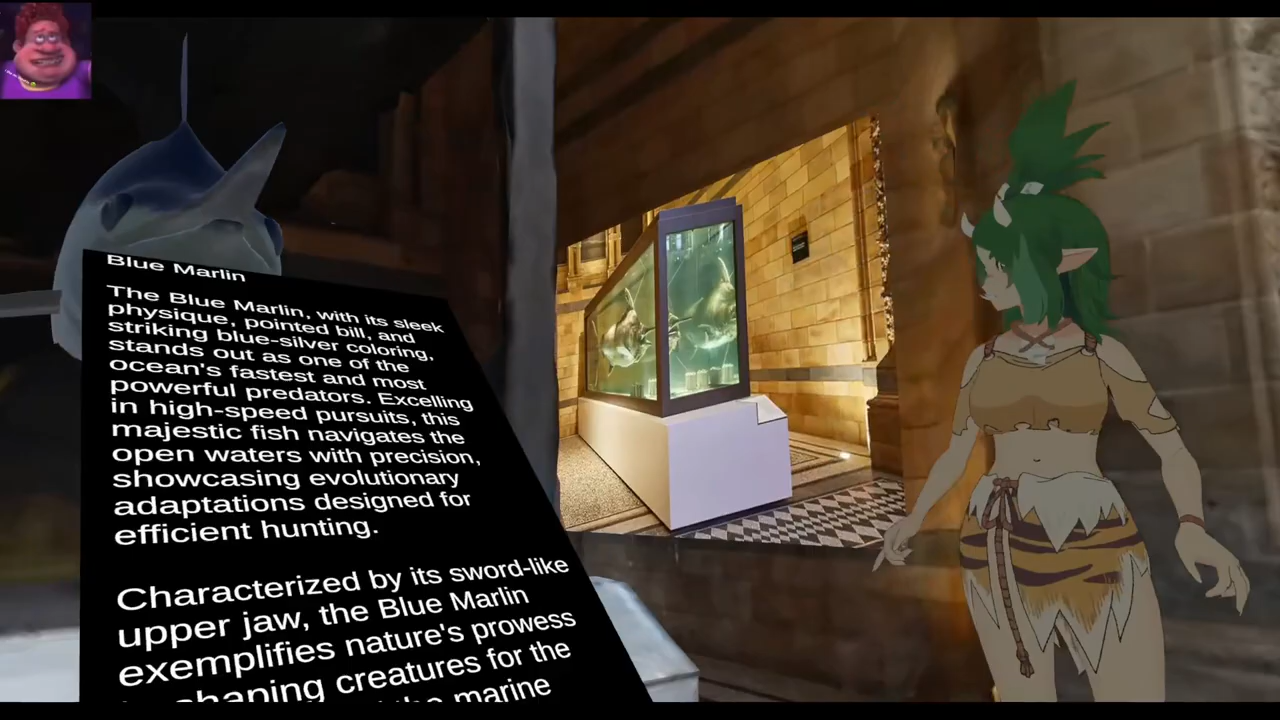 Blue Marlin
The Blue Marlin, with its sleek
physique, pointed bill, and
striking blue-silver coloring,
stands out as one of the
ocean's fastest and most
powerful predators. Excelling
in high-speed pursuits, this
majestic fish navigates the
open waters with precision,
showcasing evolutionary
adaptations designed for
efficient hunting.
Characterized by its sword-like
upper jaw, the Blue Marlin
exemplifies nature's prowess
shaping creatures for the
the marine